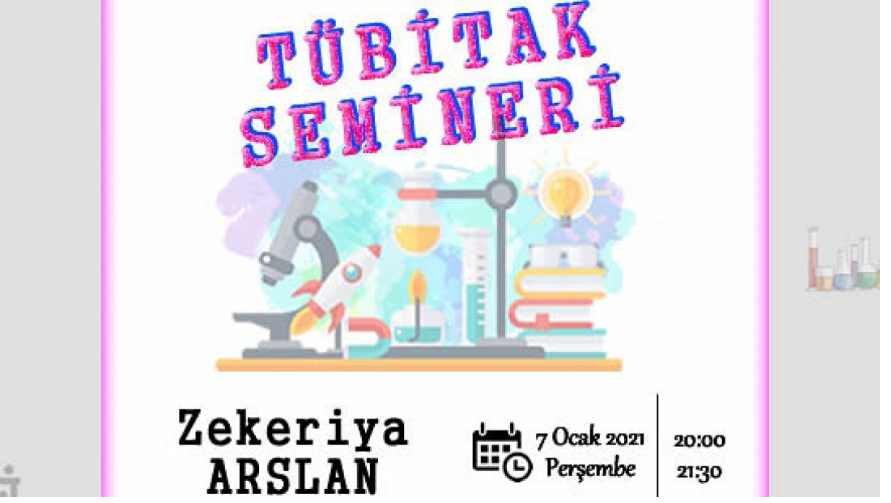 TÜBİTAK
SEMİNERİ
Zekeriya
ARSLAN
7 Ocak 2021
Perşembe
20:00
21:30